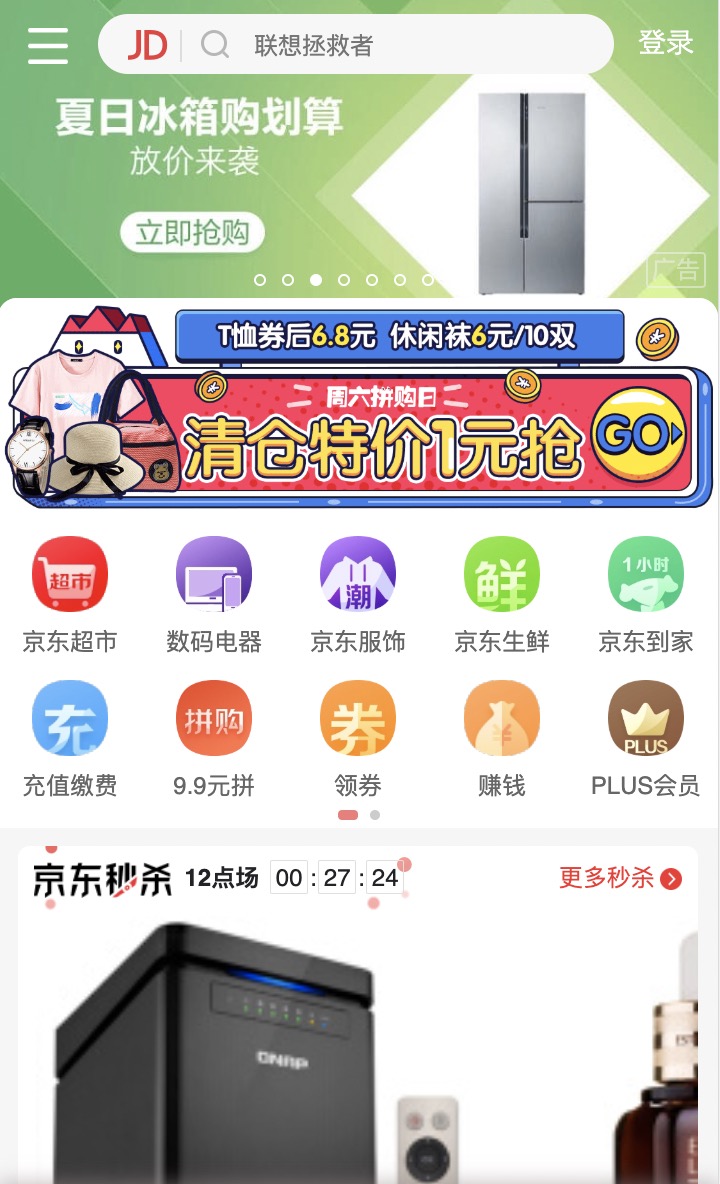 JD 联想拯救者 登录
夏日冰箱购划算
放价来袭
立即抢购
广告
T恤券后6.8元 休闲袜6元/10双
周六拼购日
清仓特价1元抢
GO
超市
潮
鲜
1小时
京东超市 数码电器 京东服饰 京东生鲜 京东到家
充
拼购
券
¥
PLUS
充值缴费 9.9元拼 领券 赚钱 PLUS会员
京东秒杀 12点场 00 : 27 : 24 更多秒杀
QNAP